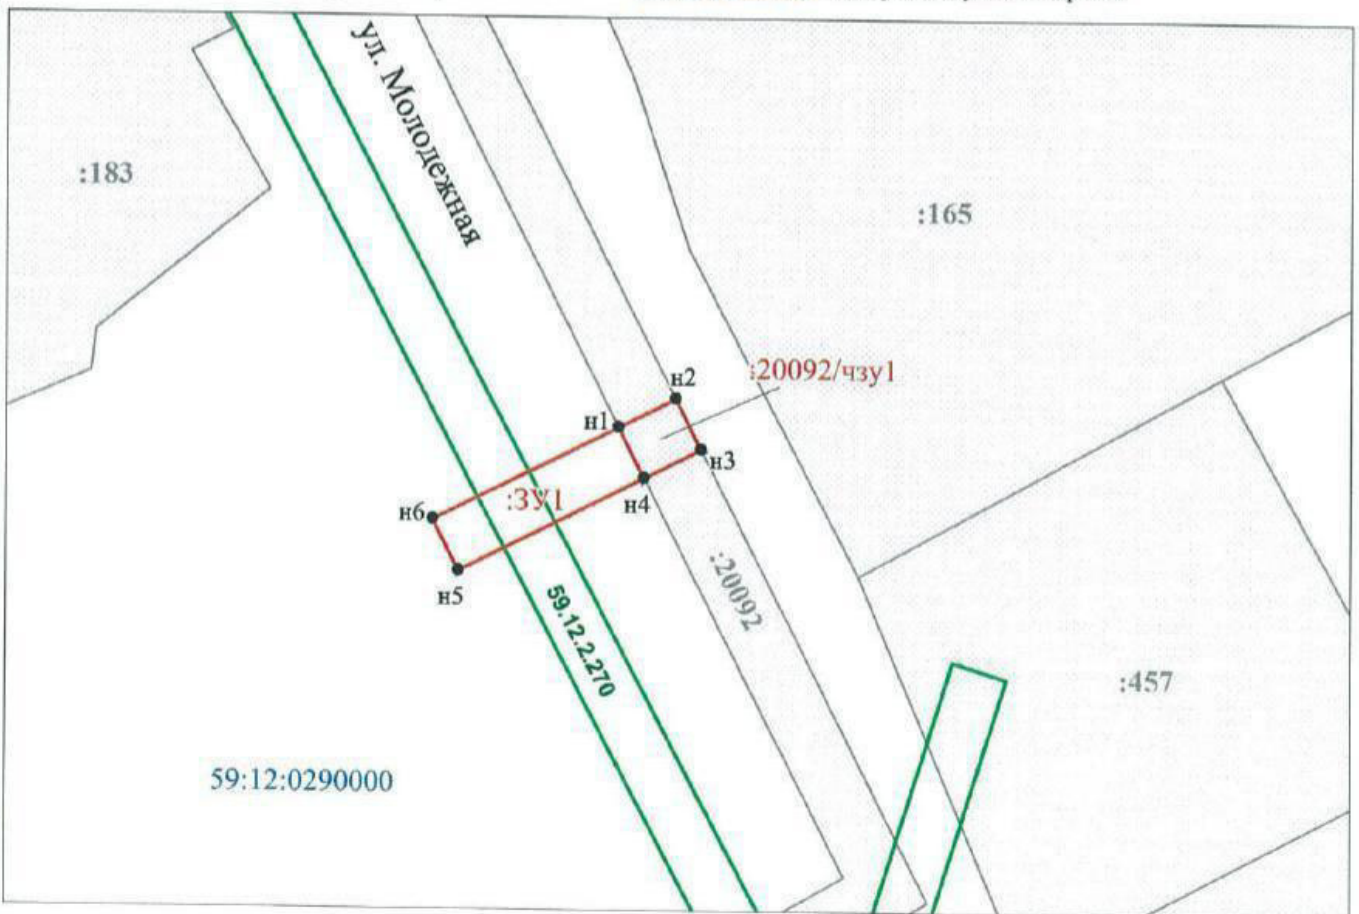 ул. Молодежная
:183
:165
:20092/чзу1
н2
н1
н3
н4
:ЗУ1
н6
н5
:20092
59.12.2.270
:457
59:12:0290000